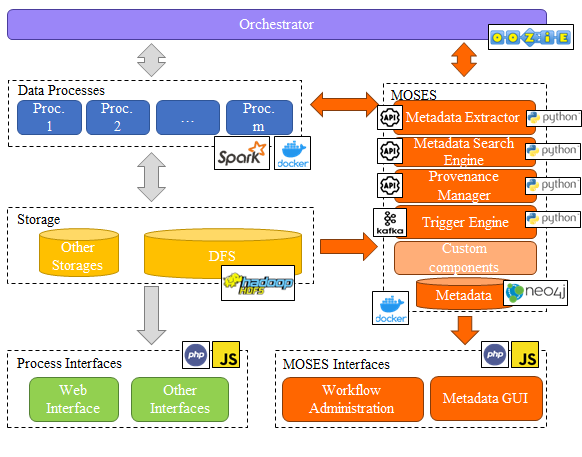 Orchestrator
OOZIE
Data Processes
Proc.
1
Proc.
2
…
Proc.
m
Spark
docker
MOSES
API
Metadata Extractor
python
API
Metadata Search
Engine
python
API
Provenance
Manager
python
kafka
Trigger Engine
python
Custom
components
Metadata
neo4j
docker
Storage
Other
Storages
DFS
hadoop
HDFS
Process Interfaces
php
JS
Web
Interface
Other
Interfaces
MOSES Interfaces
php
JS
Workflow
Administration
Metadata GUI